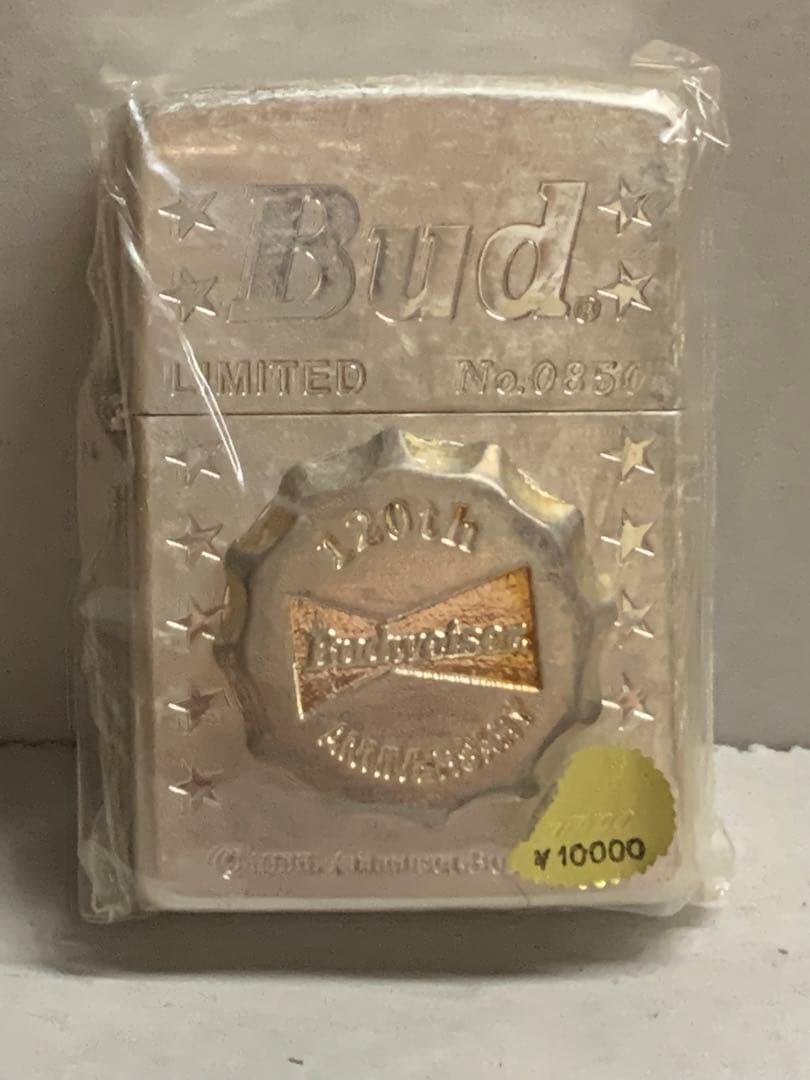 Bud.®
LIMITED No.0850
120th
Budweiser
ANNIVERSARY
¥10000